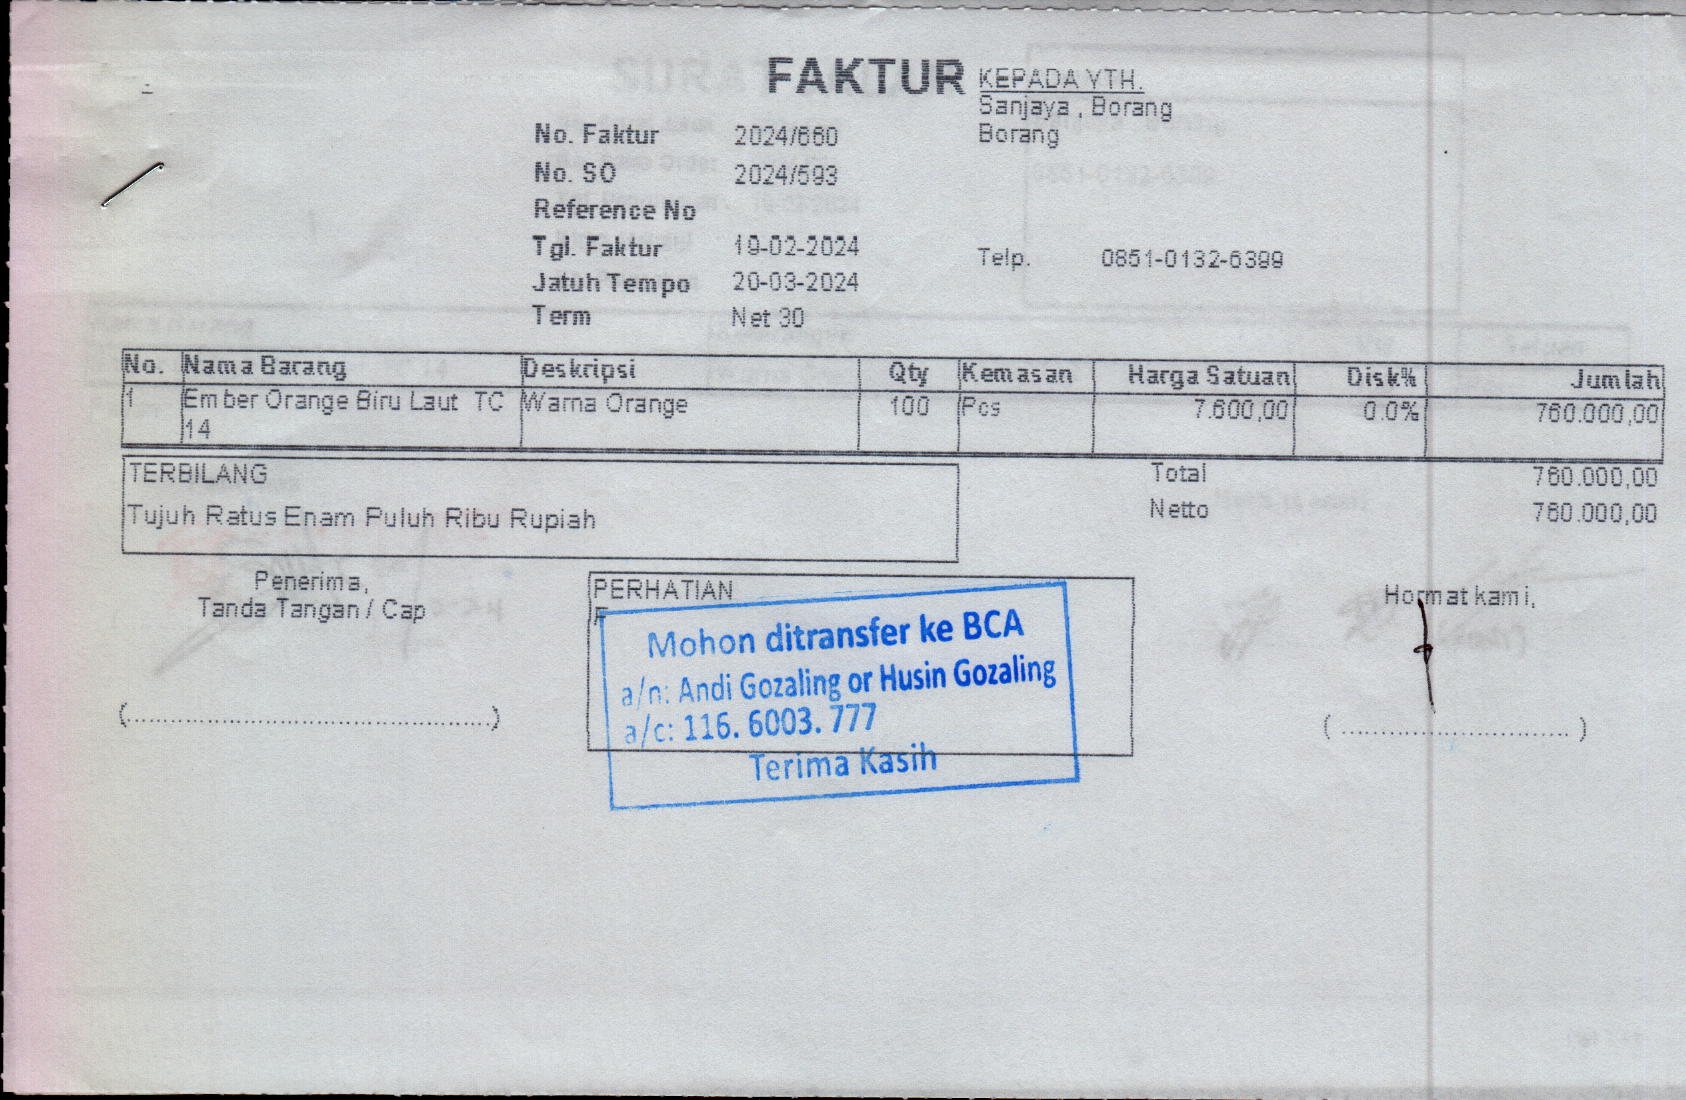 FAKTUR
KEPADA YTH.
Sanjaya , Borang
Borang
No. Faktur 2024/660
No. SO 2024/593
Reference No
Tgl. Faktur 19-02-2024
Telp. 0851-0132-6399
Jatuh Tempo 20-03-2024
Term Net 30
No. Nama Barang Deskripsi Qty Kemasan Harga Satuan Disk% Jumlah
1 Ember Orange Biru Laut TC Warna Orange 100 Pcs 7.600,00 0.0% 760.000,00
14
TERBILANG
Tujuh Ratus Enam Puluh Ribu Rupiah
Total 760.000,00
Netto 760.000,00
Penerima,
Tanda Tangan / Cap
(..............................................)
PERHATIAN
Mohon ditransfer ke BCA
a/n: Andi Gozaling or Husin Gozaling
a/c: 116. 6003. 777
Terima Kasih
Hormat kami,
( ............................. )